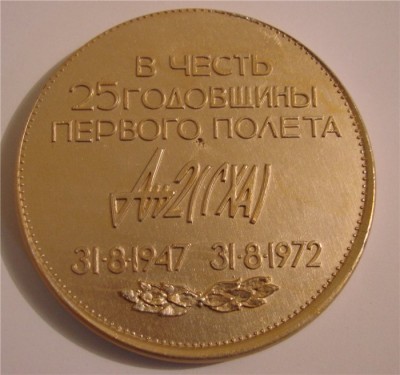 В ЧЕСТЬ
25 ГОДОВЩИНЫ
ПЕРВОГО ПОЛЕТА
Ан-2 (СХА)
31·8·1947 31·8·1972